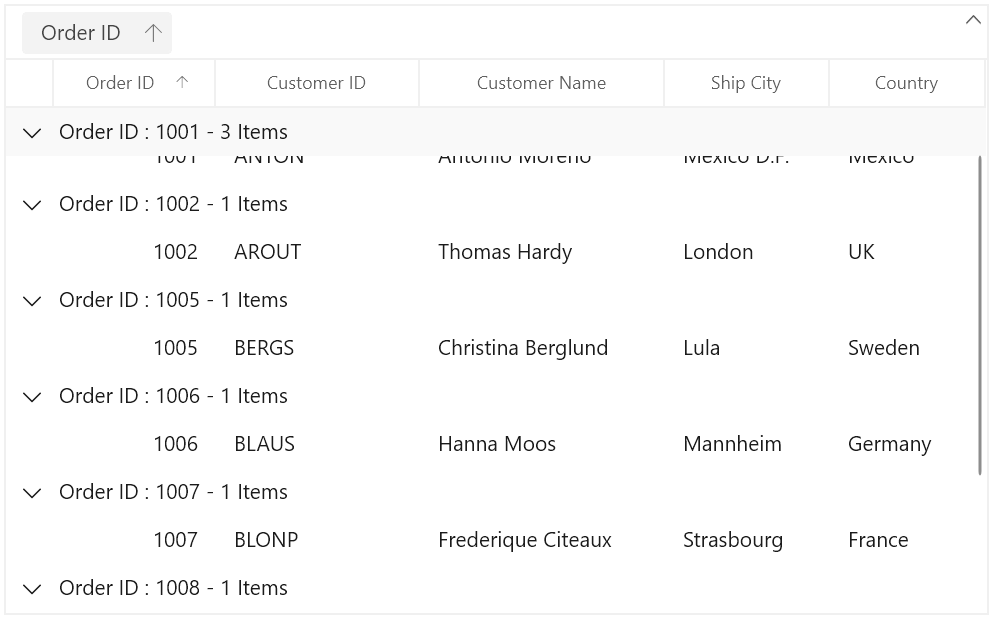 Order ID
Order ID Customer ID Customer Name Ship City Country
Order ID : 1001 - 3 Items
1001 ANTON Antonio Moreno Mexico D.F. Mexico
Order ID : 1002 - 1 Items
1002 AROUT Thomas Hardy London UK
Order ID : 1005 - 1 Items
1005 BERGS Christina Berglund Lula Sweden
Order ID : 1006 - 1 Items
1006 BLAUS Hanna Moos Mannheim Germany
Order ID : 1007 - 1 Items
1007 BLONP Frederique Citeaux Strasbourg France
Order ID : 1008 - 1 Items